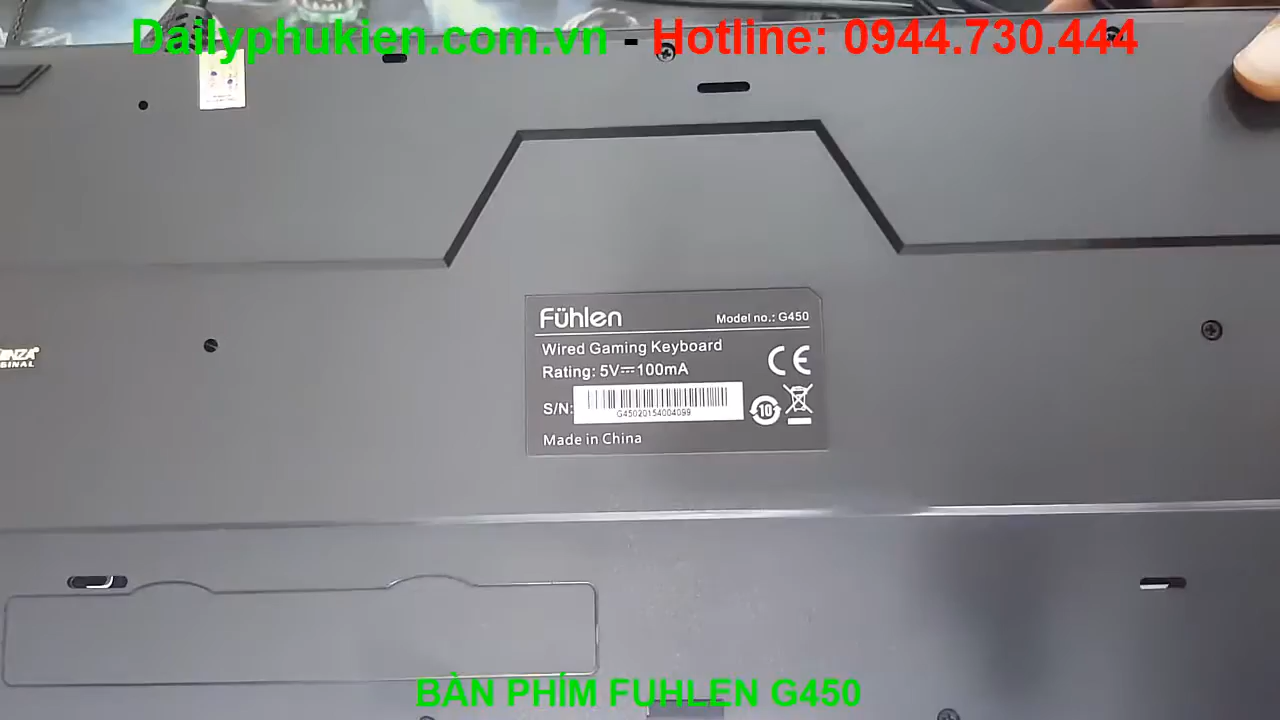 Dailyphukien.com.vn - Hotline: 0944.730.444
Fühlen
Model no.: G450
Wired Gaming Keyboard
Rating: 5V⎓100mA
S/N:
G45020154004099
10
Made in China
BÀN PHÍM FUHLEN G450